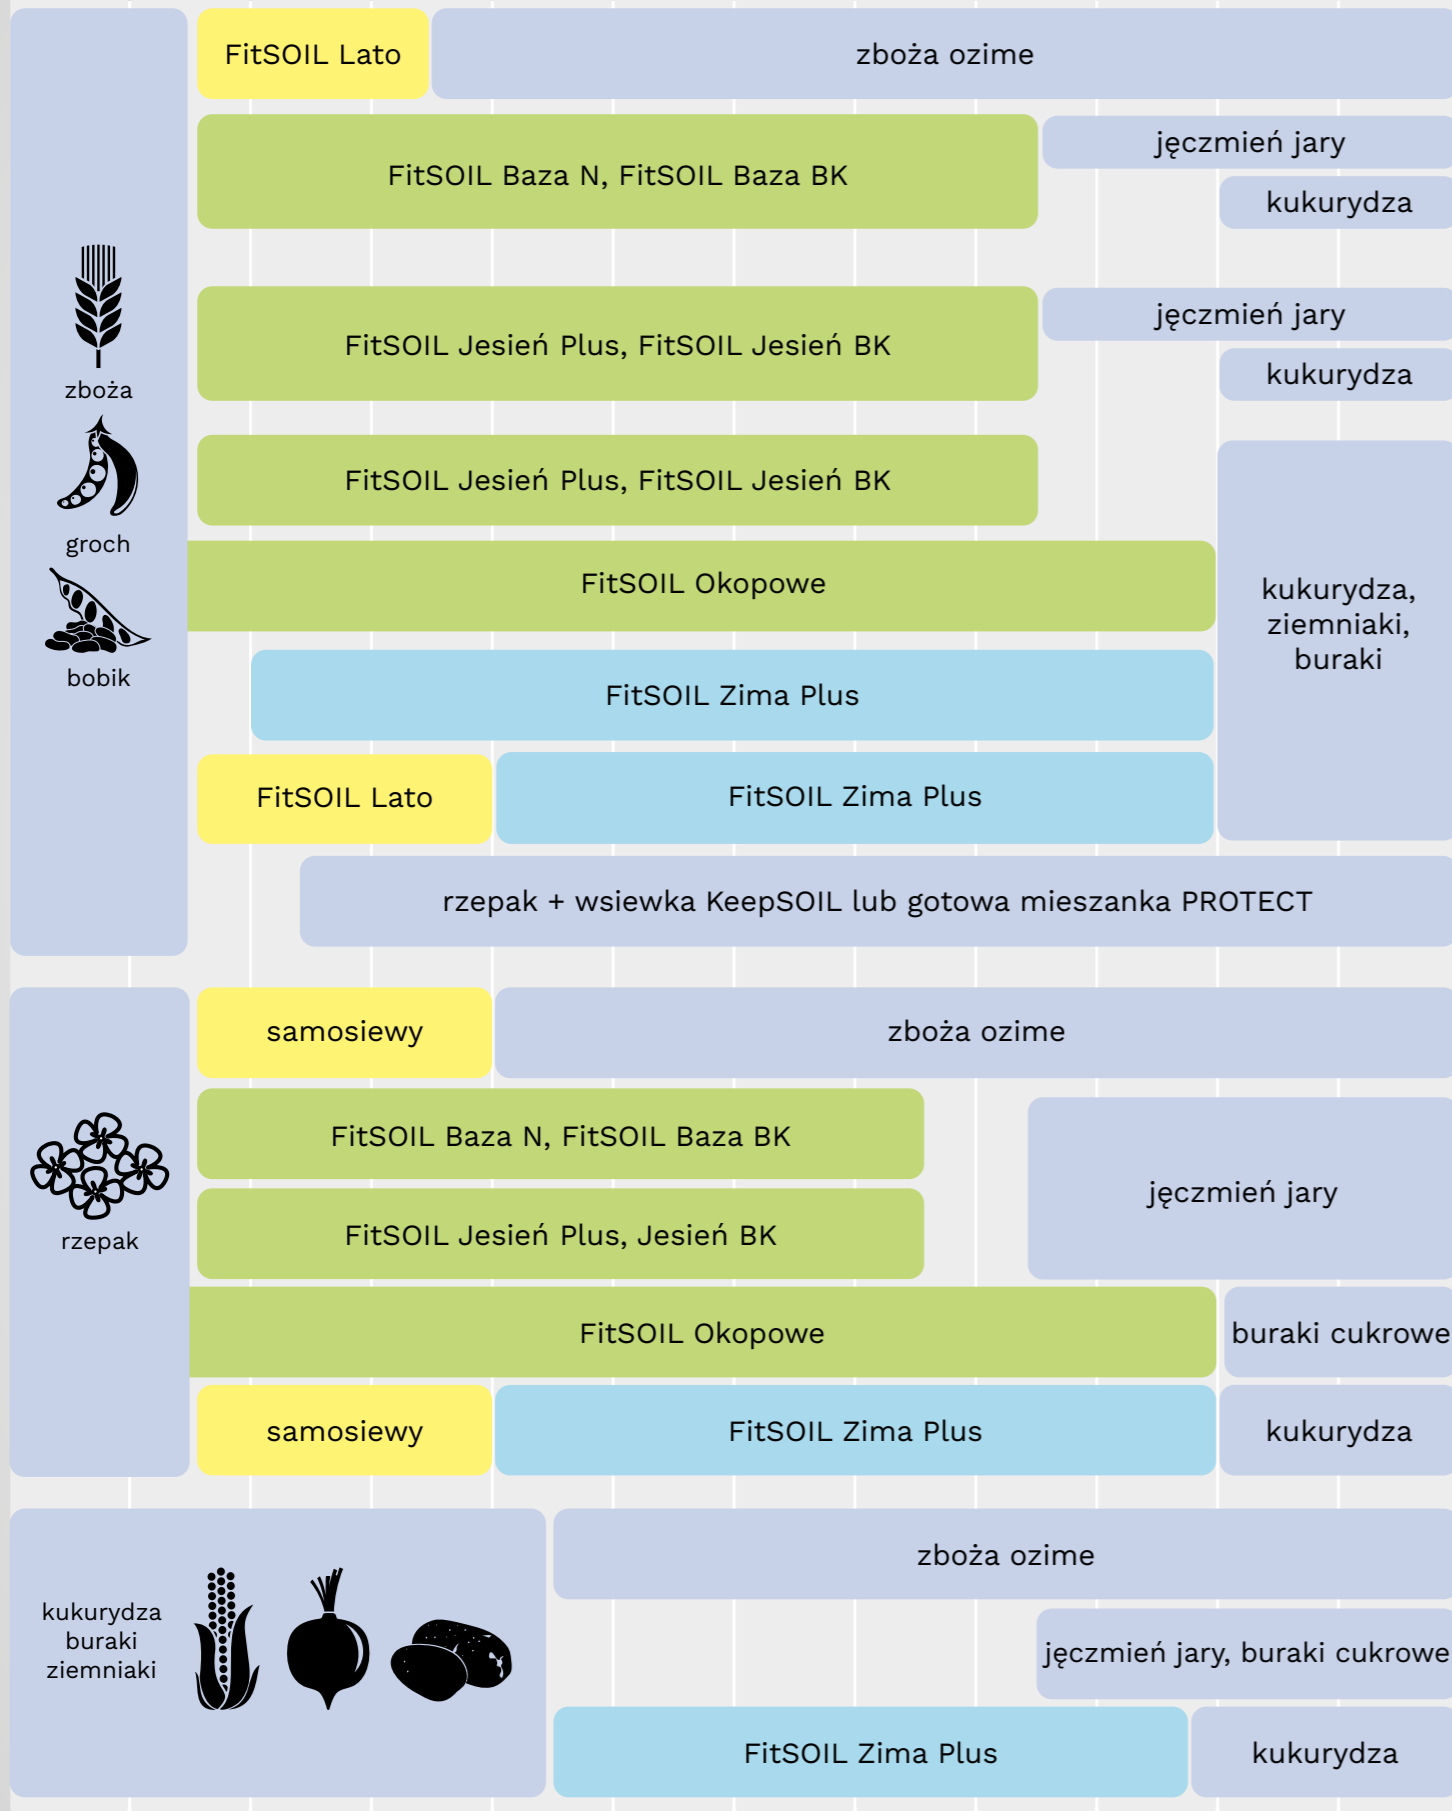 FitSOIL Lato
zboża ozime
FitSOIL Baza N, FitSOIL Baza BK
jęczmień jary
kukurydza
FitSOIL Jesień Plus, FitSOIL Jesień BK
jęczmień jary
kukurydza
zboża
groch
bobik
FitSOIL Jesień Plus, FitSOIL Jesień BK
FitSOIL Okopowe
kukurydza,
ziemniaki,
buraki
FitSOIL Zima Plus
FitSOIL Lato
FitSOIL Zima Plus
rzepak + wsiewka KeepSOIL lub gotowa mieszanka PROTECT
samosiewy
zboża ozime
rzepak
FitSOIL Baza N, FitSOIL Baza BK
FitSOIL Jesień Plus, Jesień BK
jęczmień jary
FitSOIL Okopowe
buraki cukrowe
samosiewy
FitSOIL Zima Plus
kukurydza
kukurydza
buraki
ziemniaki
zboża ozime
jęczmień jary, buraki cukrowe
FitSOIL Zima Plus
kukurydza